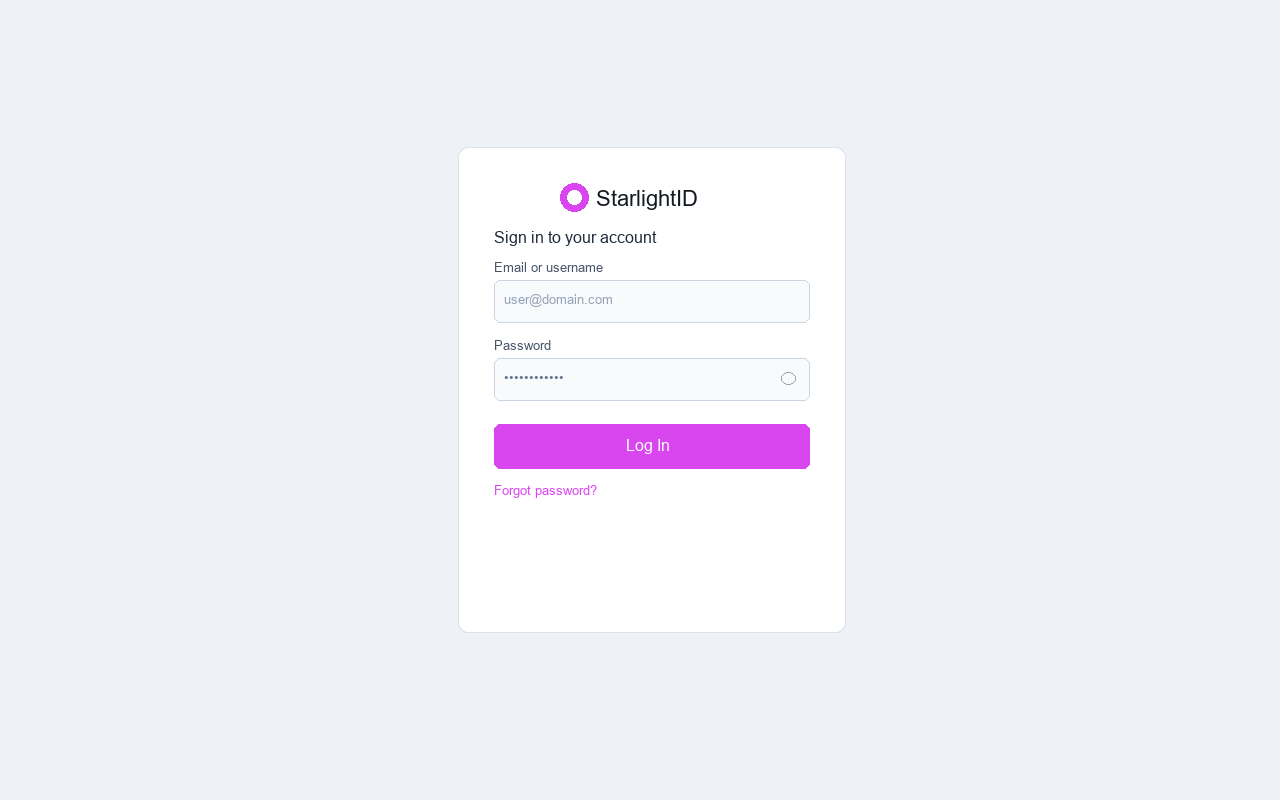 StarlightID
Sign in to your account
Email or username
user@domain.com
Password
••••••••••••
Log In
Forgot password?